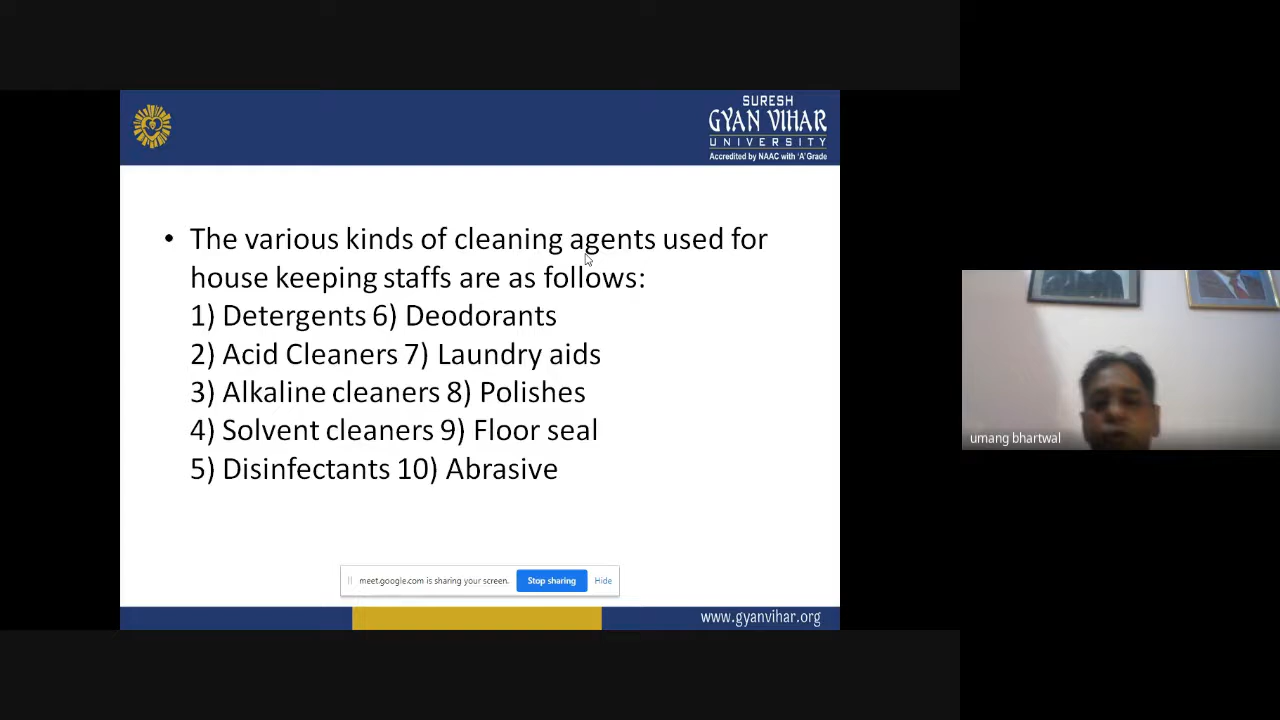 SURESH
GYAN VIHAR
UNIVERSITY
Accredited by NAAC with 'A' Grade
• The various kinds of cleaning agents used for
house keeping staffs are as follows:
1) Detergents 6) Deodorants
2) Acid Cleaners 7) Laundry aids
3) Alkaline cleaners 8) Polishes
4) Solvent cleaners 9) Floor seal
5) Disinfectants 10) Abrasive
meet.google.com is sharing your screen. Stop sharing Hide
www.gyanvihar.org
umang bhartwal